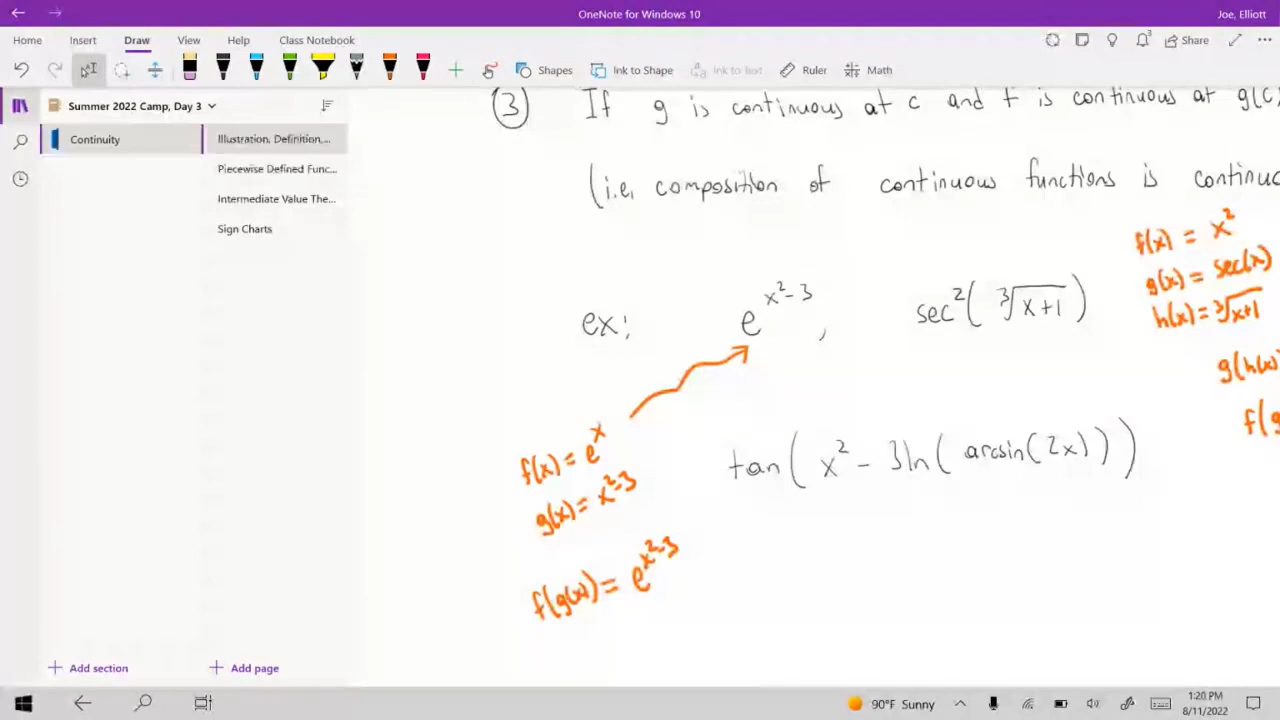 OneNote for Windows 10
Joe, Elliott
Home Insert Draw View Help Class Notebook
Share
Shapes Ink to Shape Ink to Text Ruler Math
Summer 2022 Camp, Day 3
Continuity
Illustration, Definition,...
Piecewise Defined Func...
Intermediate Value The...
Sign Charts
③ If g is continuous at c and f is continuous at g(c)
(i.e, composition of continuous functions is continuo
f(x) = x²
g(x) = sec(x)
h(x) = ∛x+1
g(h(x)
f(g
ex: e^(x²-3) , sec²(∛x+1)
f(x) = e^x
g(x) = x²-3
f(g(x)) = e^(x²-3)
tan(x² - 3ln(arcsin(2x)))
+ Add section + Add page
90°F Sunny
1:20 PM
8/11/2022